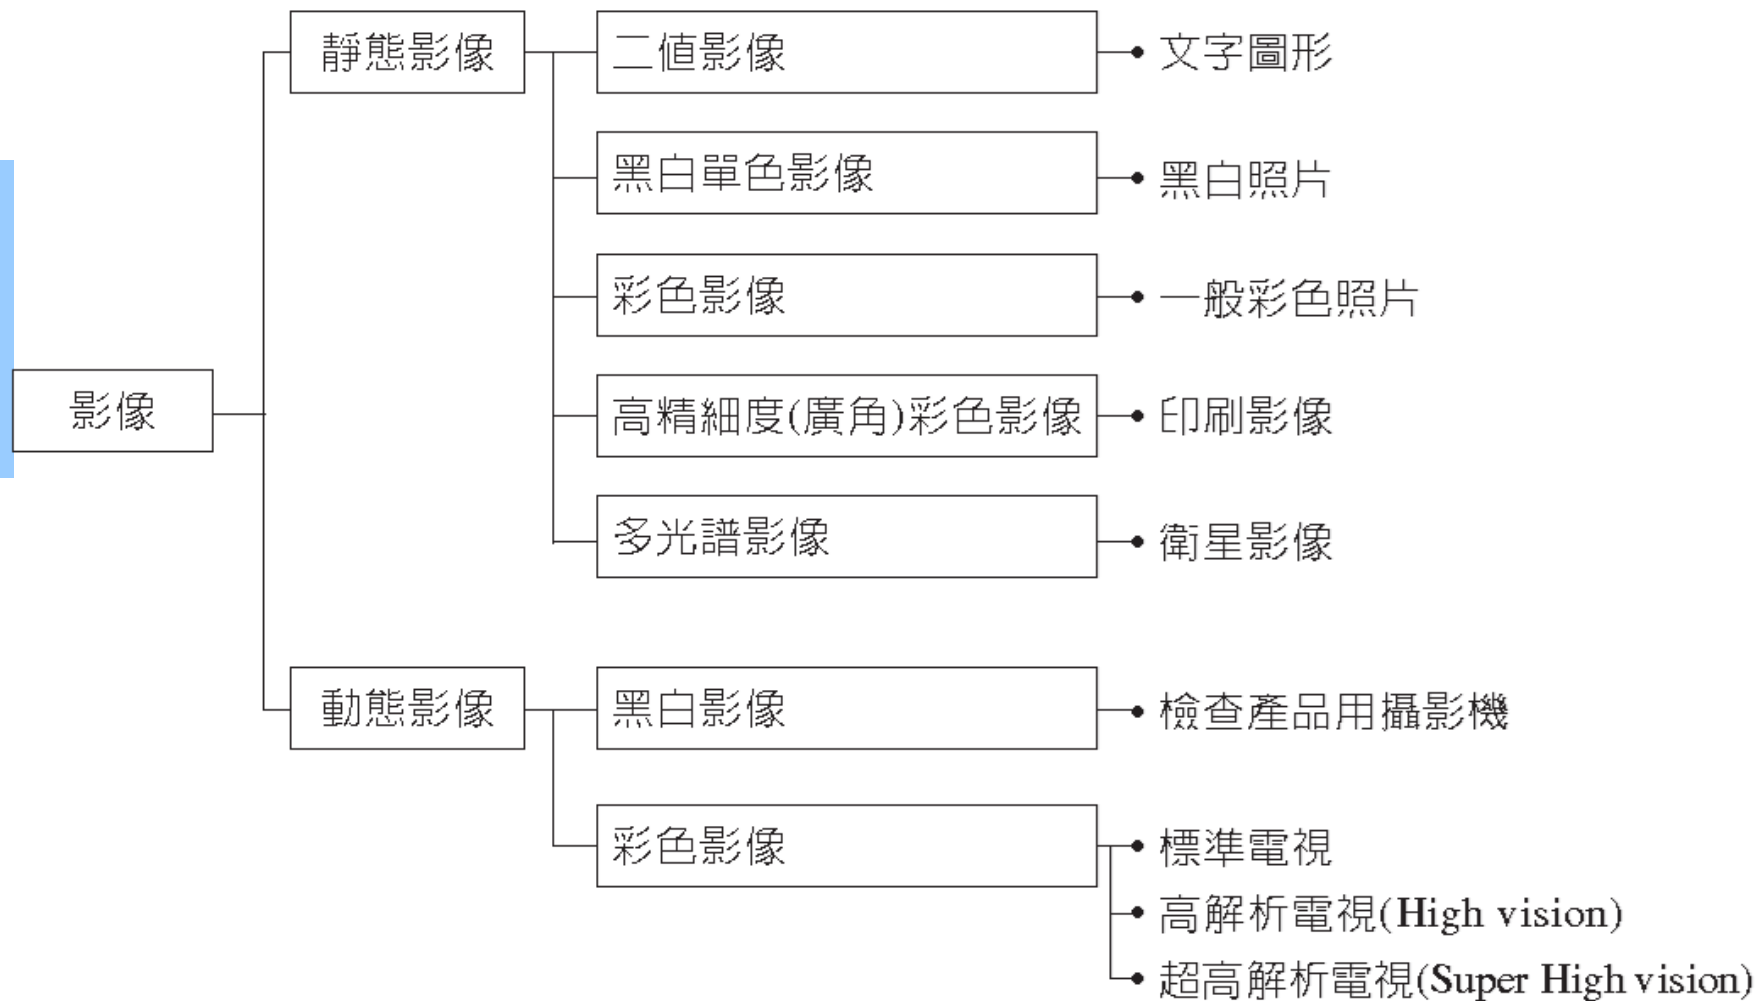 影像
靜態影像
二值影像
文字圖形
黑白單色影像
黑白照片
彩色影像
一般彩色照片
高精細度(廣角)彩色影像
印刷影像
多光譜影像
衛星影像
動態影像
黑白影像
檢查產品用攝影機
彩色影像
標準電視
高解析電視(High vision)
超高解析電視(Super High vision)